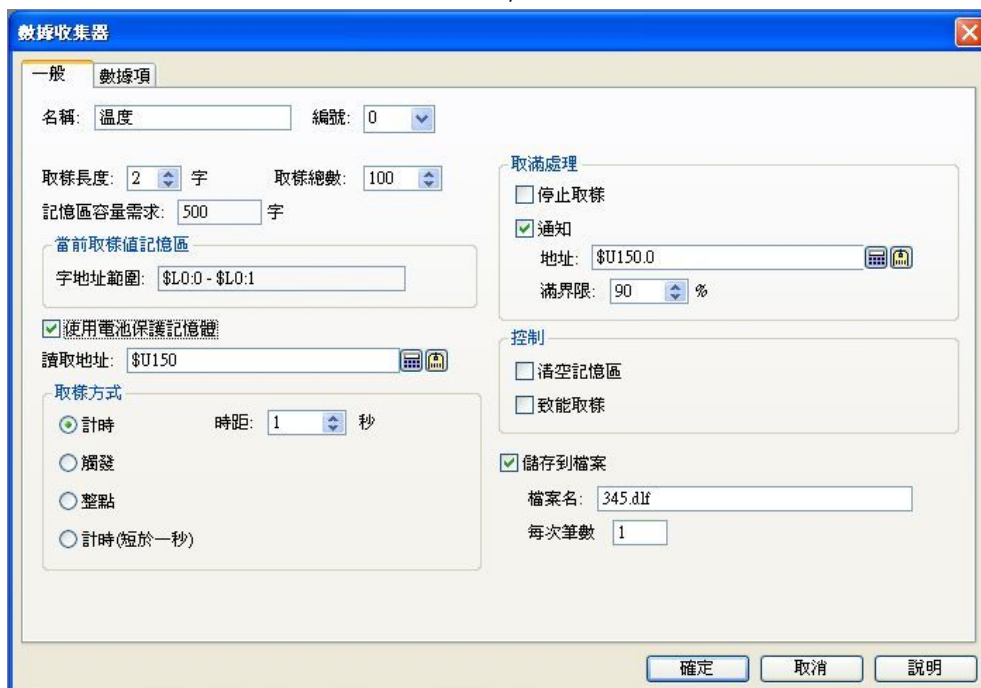 數據收集器
一般 數據項
名稱: 温度 編號: 0
取樣長度: 2 字 取樣總數: 100
記憶區容量需求: 500 字
當前取樣值記憶區
字地址範圍: $L0:0 - $L0:1
使用電池保護記憶體
讀取地址: $U150
取樣方式
計時 時距: 1 秒
觸發
整點
計時(短於一秒)
取滿處理
停止取樣
通知
地址: $U150.0
滿界限: 90 %
控制
清空記憶區
致能取樣
儲存到檔案
檔案名: 345.dlf
每次筆數 1
確定 取消 說明